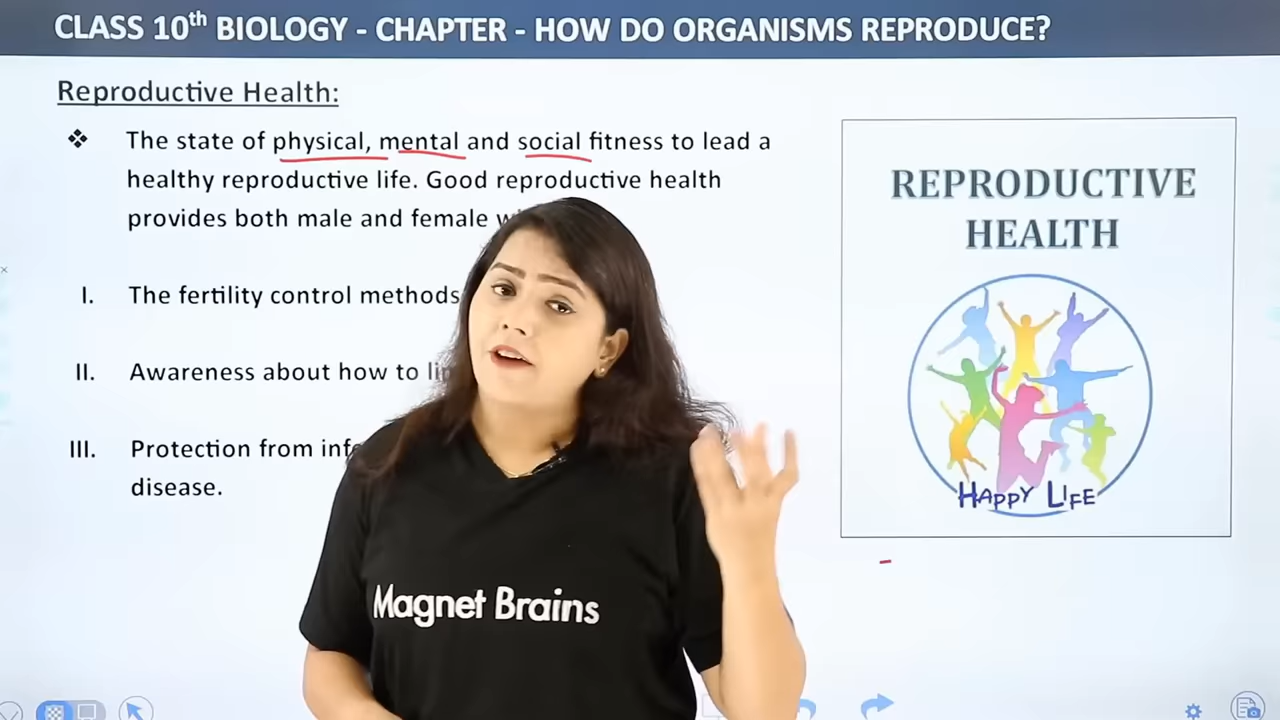 CLASS 10th BIOLOGY - CHAPTER - HOW DO ORGANISMS REPRODUCE?
Reproductive Health:
❖ The state of physical, mental and social fitness to lead a
healthy reproductive life. Good reproductive health
provides both male and female
I. The fertility control methods
II. Awareness about how to
III. Protection from
disease.
REPRODUCTIVE
HEALTH
HAPPY LIFE
Magnet Brains